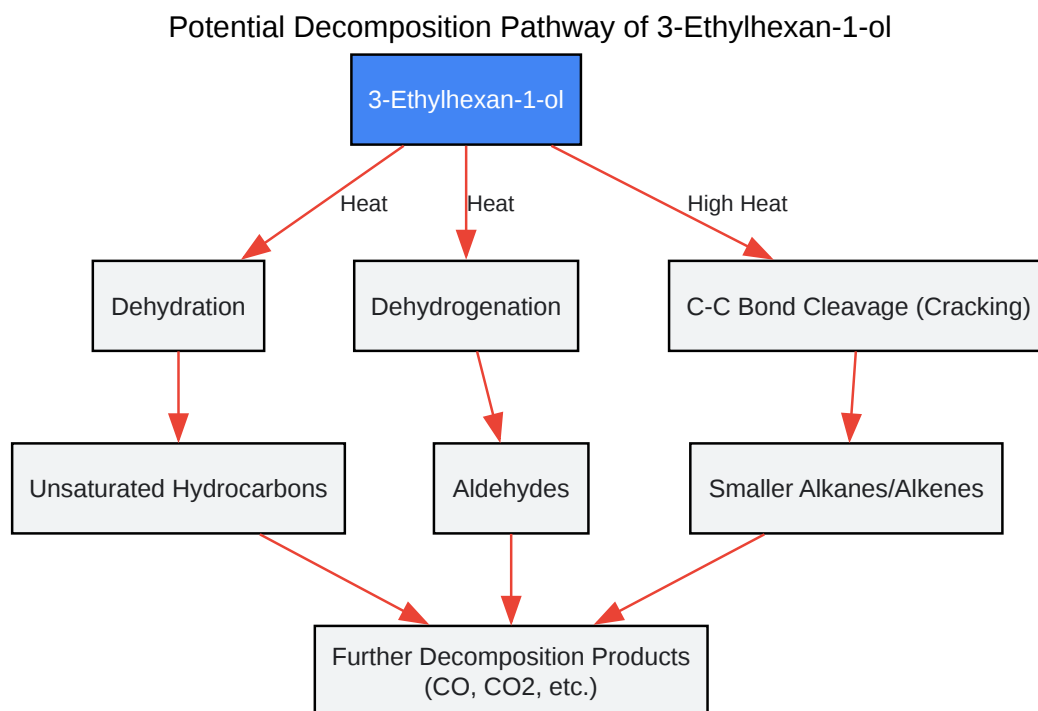 Potential Decomposition Pathway of 3-Ethylhexan-1-ol
3-Ethylhexan-1-ol
Heat
Heat
High Heat
Dehydration
Dehydrogenation
C-C Bond Cleavage (Cracking)
Unsaturated Hydrocarbons
Aldehydes
Smaller Alkanes/Alkenes
Further Decomposition Products
(CO, CO2, etc.)